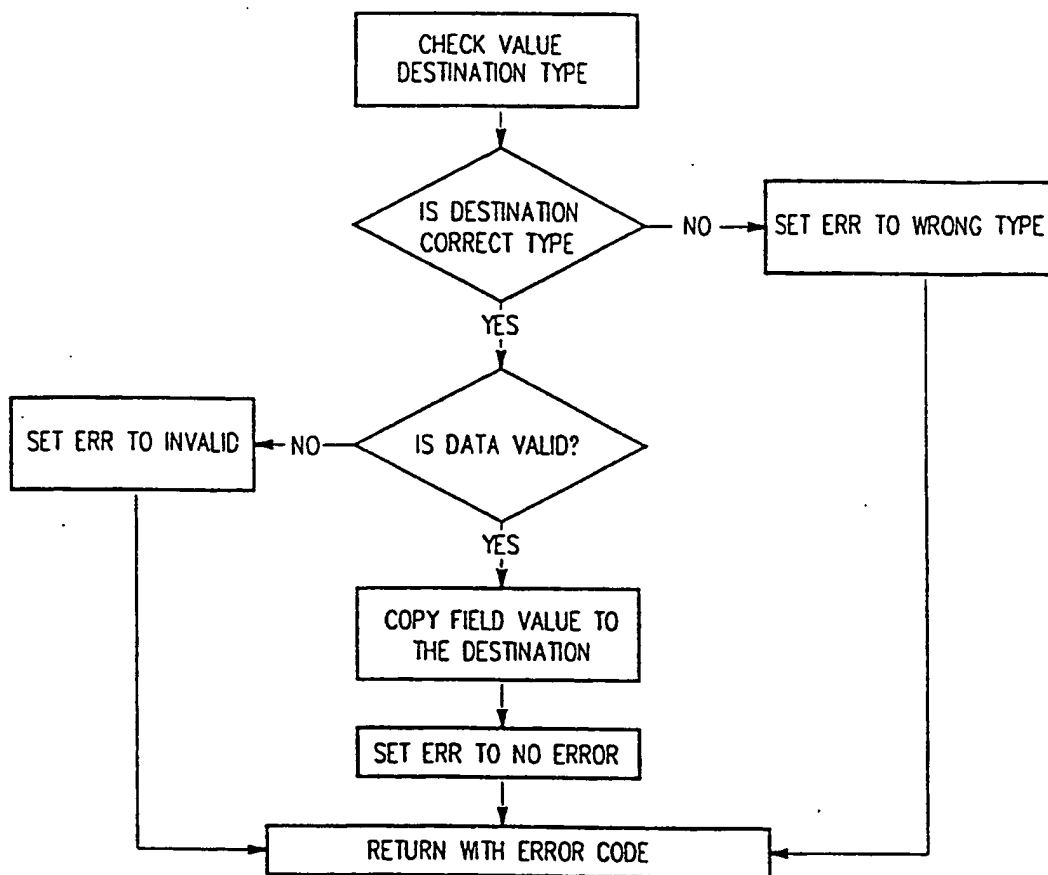 CHECK VALUE
DESTINATION TYPE
IS DESTINATION
CORRECT TYPE
NO
SET ERR TO WRONG TYPE
YES
IS DATA VALID?
NO
SET ERR TO INVALID
YES
COPY FIELD VALUE TO
THE DESTINATION
SET ERR TO NO ERROR
RETURN WITH ERROR CODE